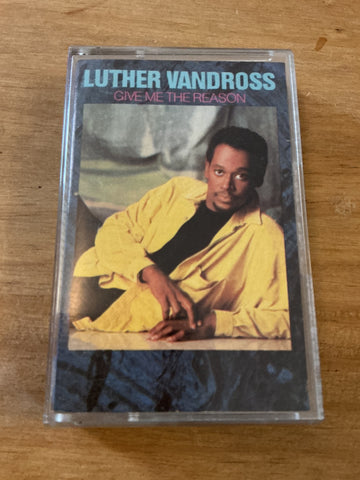 LUTHER VANDROSS
GIVE ME THE REASON